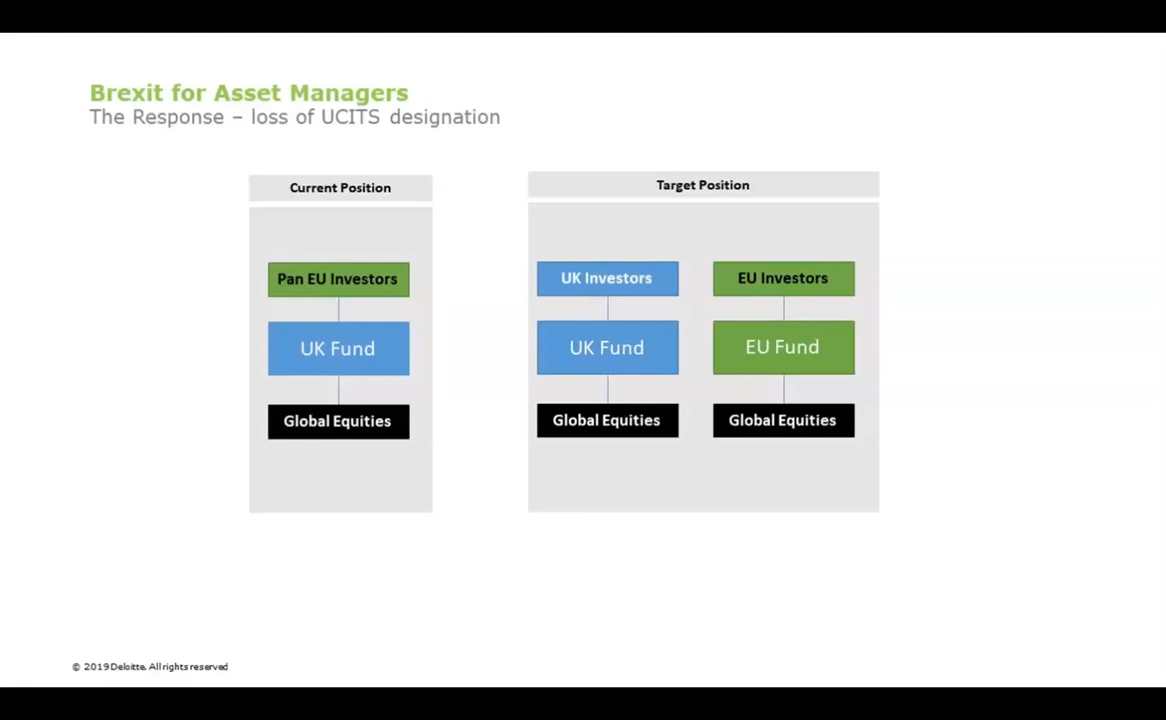 Brexit for Asset Managers
The Response – loss of UCITS designation
Current Position
Pan EU Investors
UK Fund
Global Equities
Target Position
UK Investors
EU Investors
UK Fund
EU Fund
Global Equities
Global Equities
© 2019 Deloitte. All rights reserved